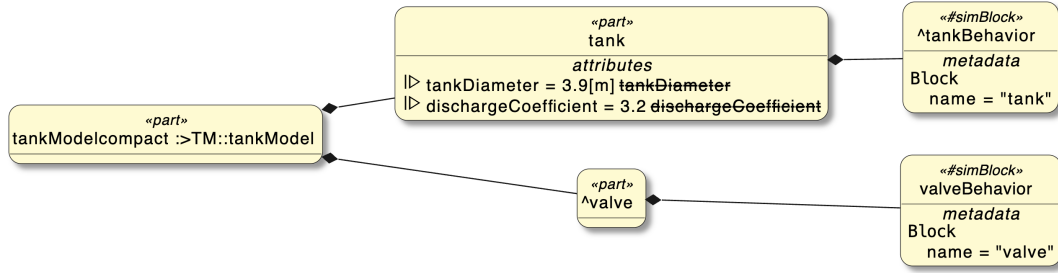 «part»
tank
attributes
||> tankDiameter = 3.9[m] tankDiameter
||> dischargeCoefficient = 3.2 dischargeCoefficient
«#simBlock»
^tankBehavior
metadata
Block
name = "tank"
«part»
tankModelcompact :>TM::tankModel
«part»
^valve
«#simBlock»
valveBehavior
metadata
Block
name = "valve"